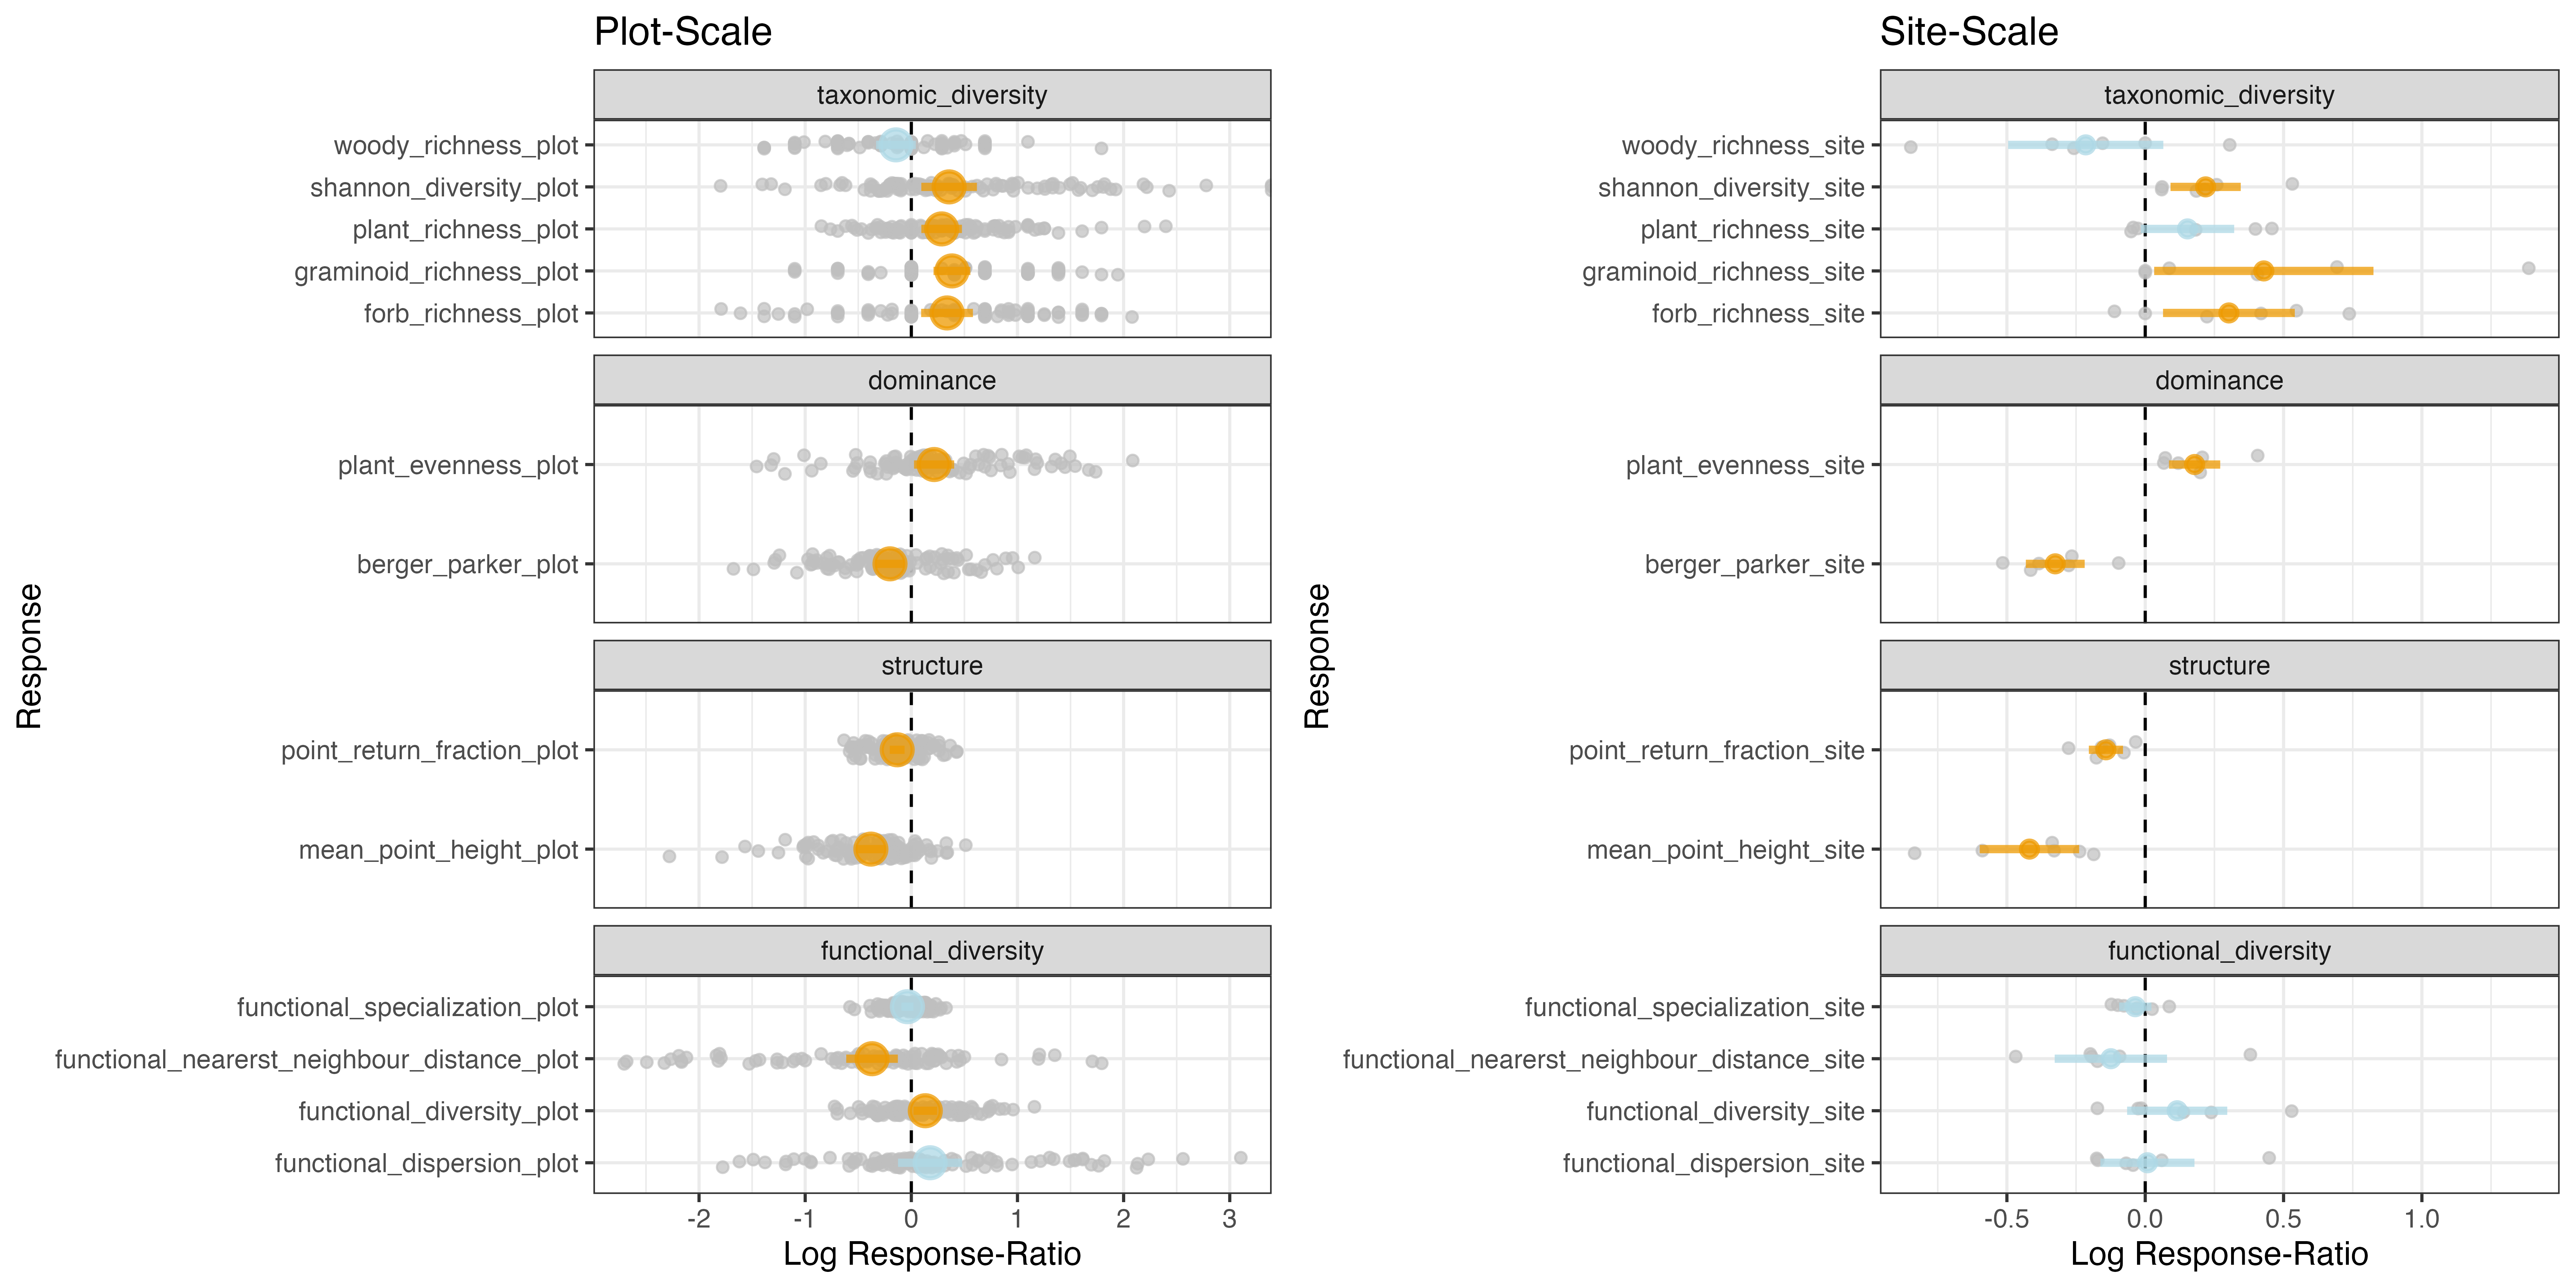 Plot-Scale
taxonomic_diversity
woody_richness_plot
shannon_diversity_plot
plant_richness_plot
graminoid_richness_plot
forb_richness_plot
dominance
plant_evenness_plot
berger_parker_plot
structure
point_return_fraction_plot
mean_point_height_plot
functional_diversity
functional_specialization_plot
functional_nearerst_neighbour_distance_plot
functional_diversity_plot
functional_dispersion_plot
-2 -1 0 1 2 3
Log Response-Ratio
Response
Site-Scale
taxonomic_diversity
woody_richness_site
shannon_diversity_site
plant_richness_site
graminoid_richness_site
forb_richness_site
dominance
plant_evenness_site
berger_parker_site
structure
point_return_fraction_site
mean_point_height_site
functional_diversity
functional_specialization_site
functional_nearerst_neighbour_distance_site
functional_diversity_site
functional_dispersion_site
-0.5 0.0 0.5 1.0
Log Response-Ratio
Response